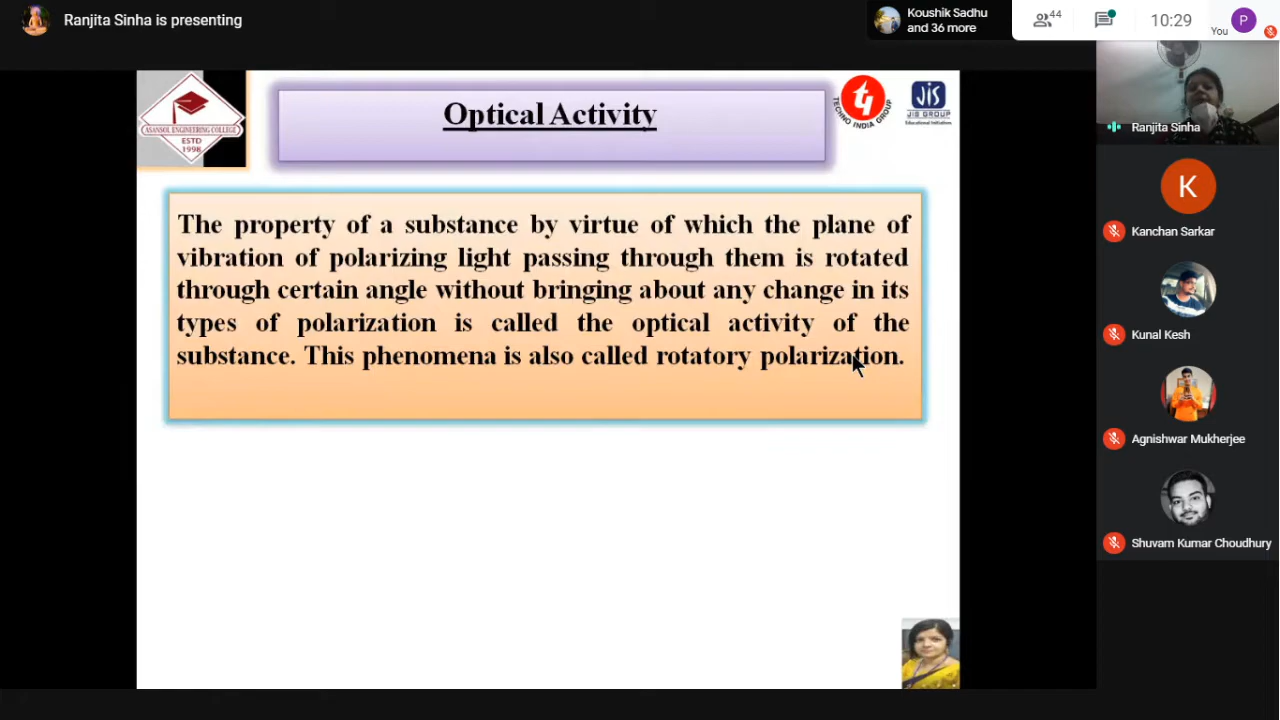 Ranjita Sinha is presenting
Koushik Sadhu
and 36 more
44
10:29
You
P
ASANSOL ENGINEERING COLLEGE
ESTD
1998
Optical Activity
TECHNO INDIA GROUP
JIS
JIS GROUP
Educational Initiatives
Ranjita Sinha
The property of a substance by virtue of which the plane of
vibration of polarizing light passing through them is rotated
through certain angle without bringing about any change in its
types of polarization is called the optical activity of the
substance. This phenomena is also called rotatory polarization.
K
Kanchan Sarkar
Kunal Kesh
Agnishwar Mukherjee
Shuvam Kumar Choudhury